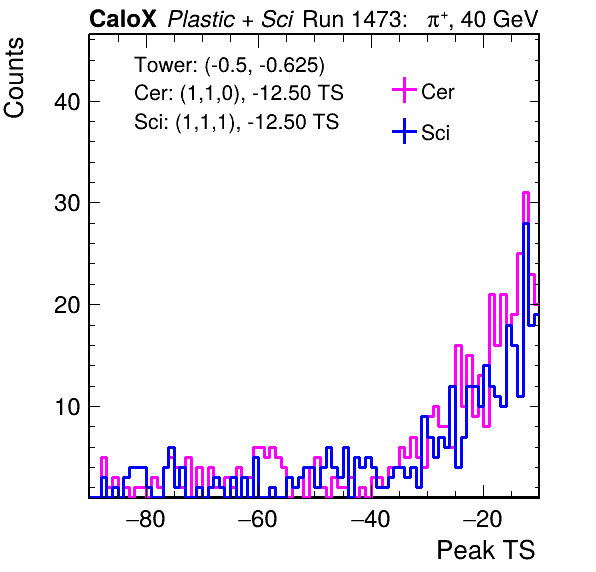 CaloX Plastic + Sci Run 1473: π+, 40 GeV
Counts
Tower: (-0.5, -0.625)
Cer: (1,1,0), -12.50 TS
Sci: (1,1,1), -12.50 TS
Cer
Sci
40
30
20
10
−80 −60 −40 −20
Peak TS